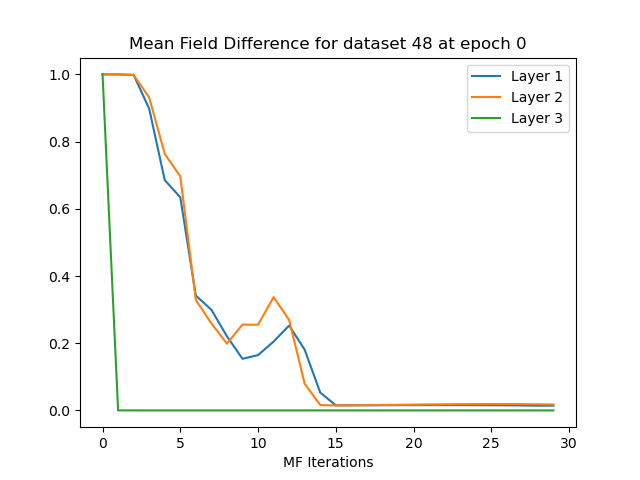 Mean Field Difference for dataset 48 at epoch 0
1.0
0.8
0.6
0.4
0.2
0.0
Layer 1
Layer 2
Layer 3
0 5 10 15 20 25 30
MF Iterations